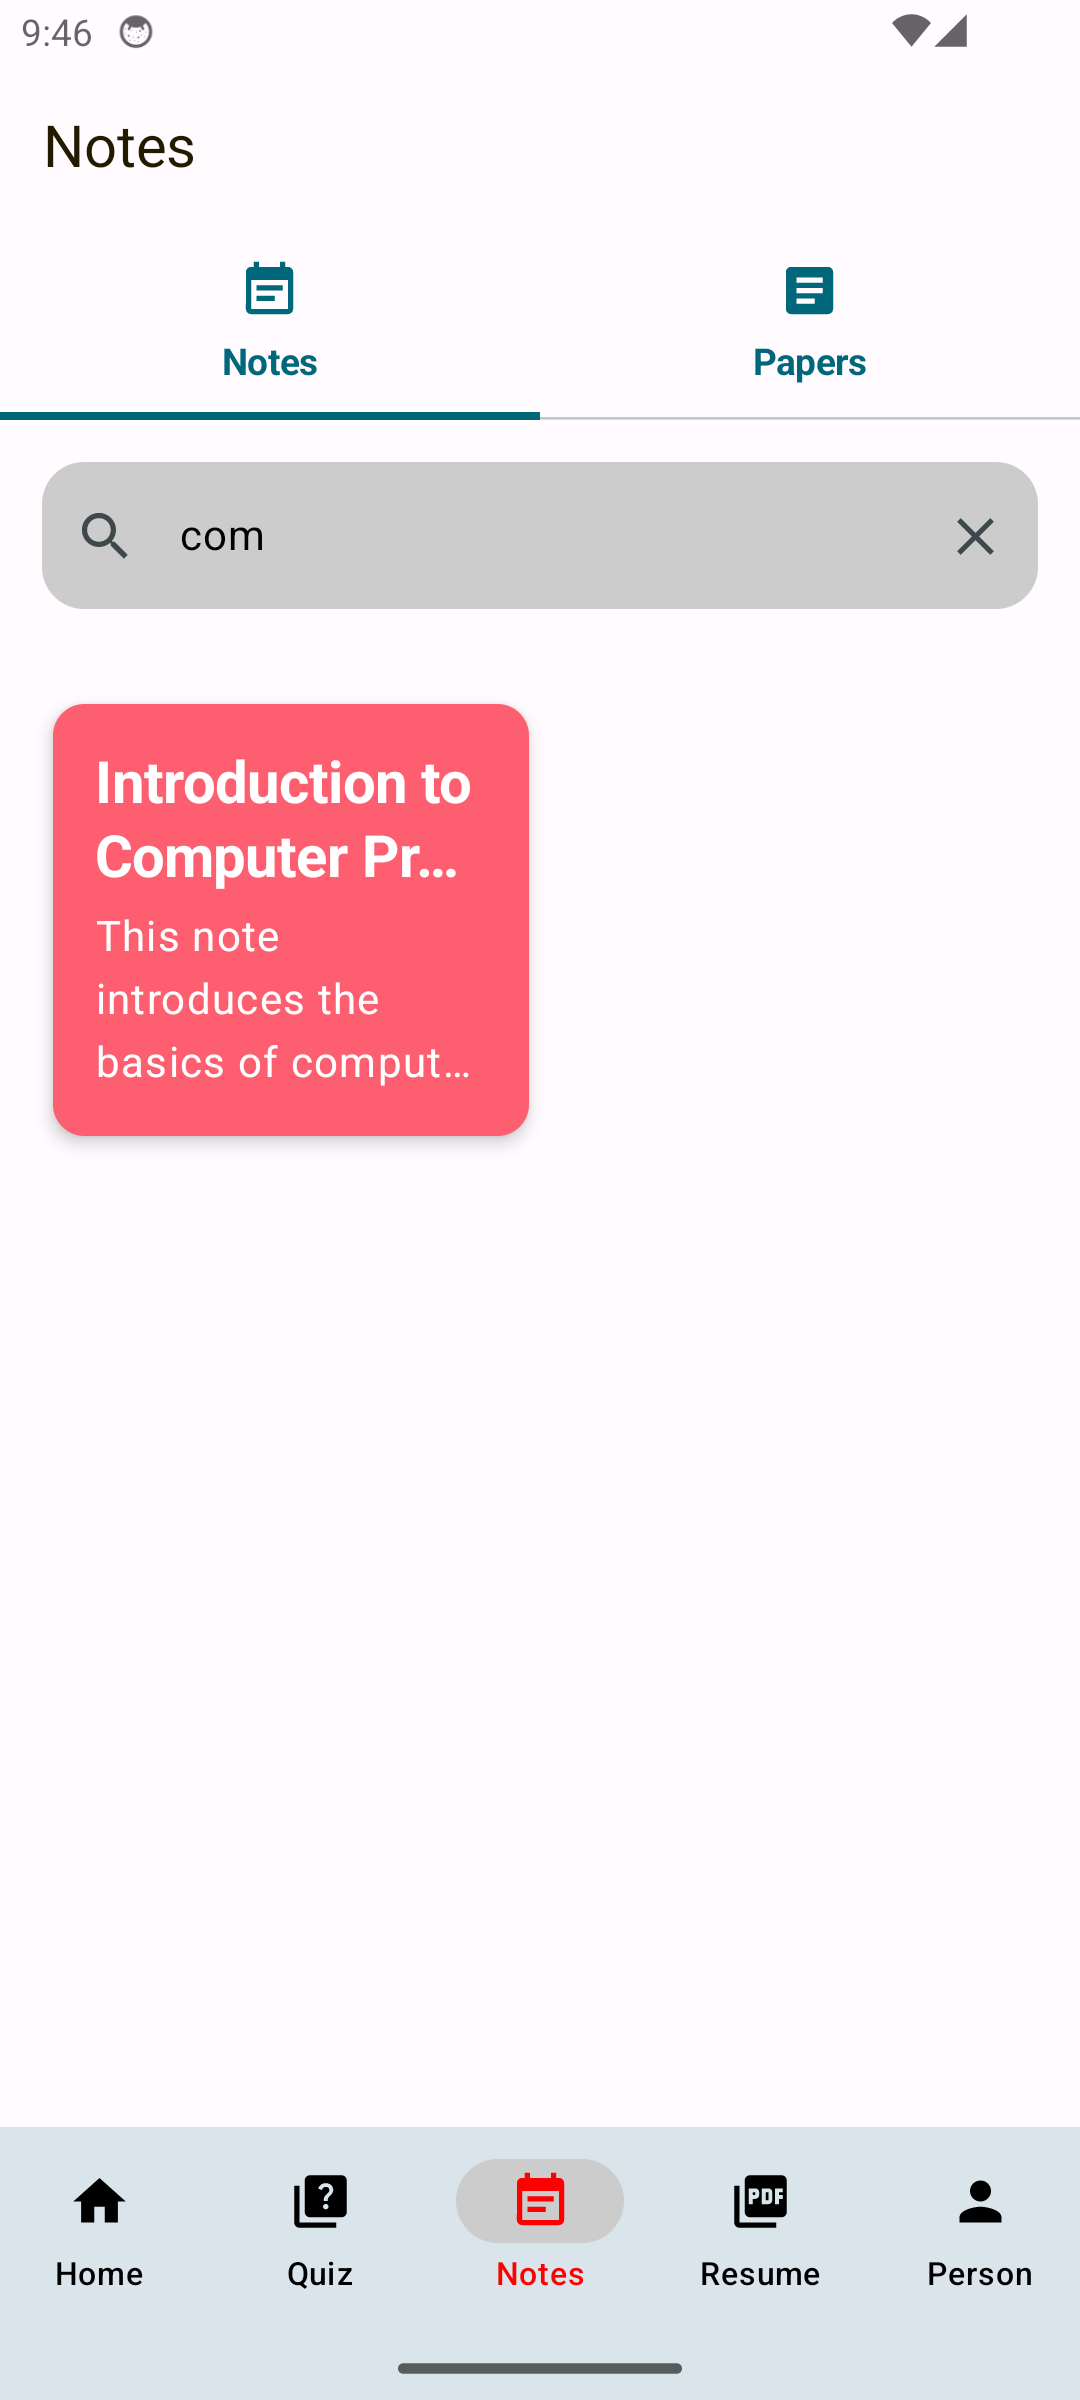 9:46
Notes
Notes
Papers
com
Introduction to
Computer Pr...
This note
introduces the
basics of comput...
Home
Quiz
Notes
PDF
Resume
Person